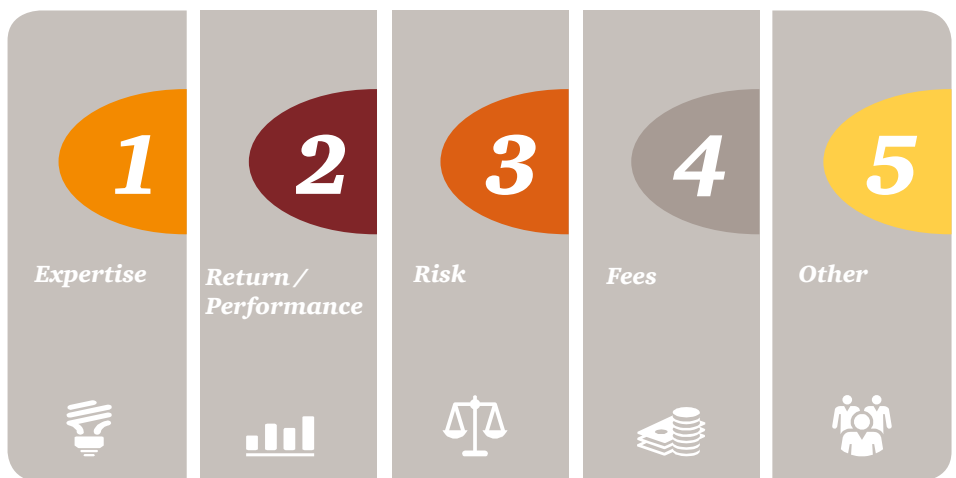 1
2
3
4
5
Expertise
Return /
Performance
Risk
Fees
Other